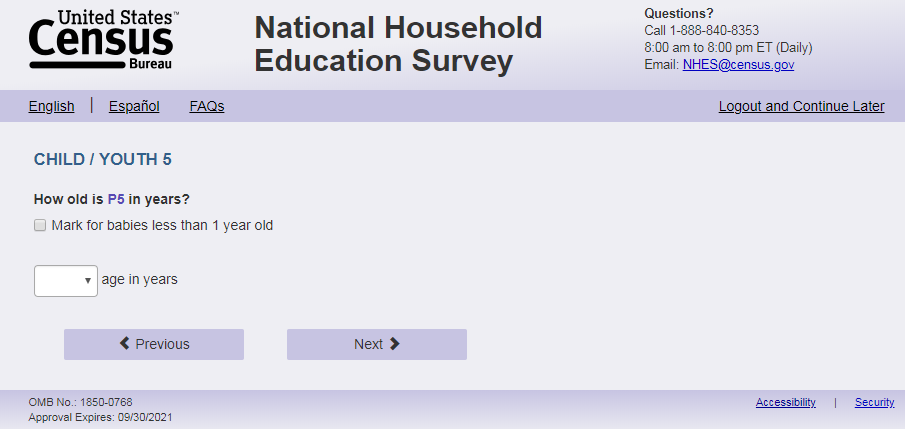 United States™
Census
Bureau
National Household
Education Survey
Questions?
Call 1-888-840-8353
8:00 am to 8:00 pm ET (Daily)
Email: NHES@census.gov
English | Español FAQs
Logout and Continue Later
CHILD / YOUTH 5
How old is P5 in years?
Mark for babies less than 1 year old
age in years
Previous
Next
OMB No.: 1850-0768
Approval Expires: 09/30/2021
Accessibility | Security